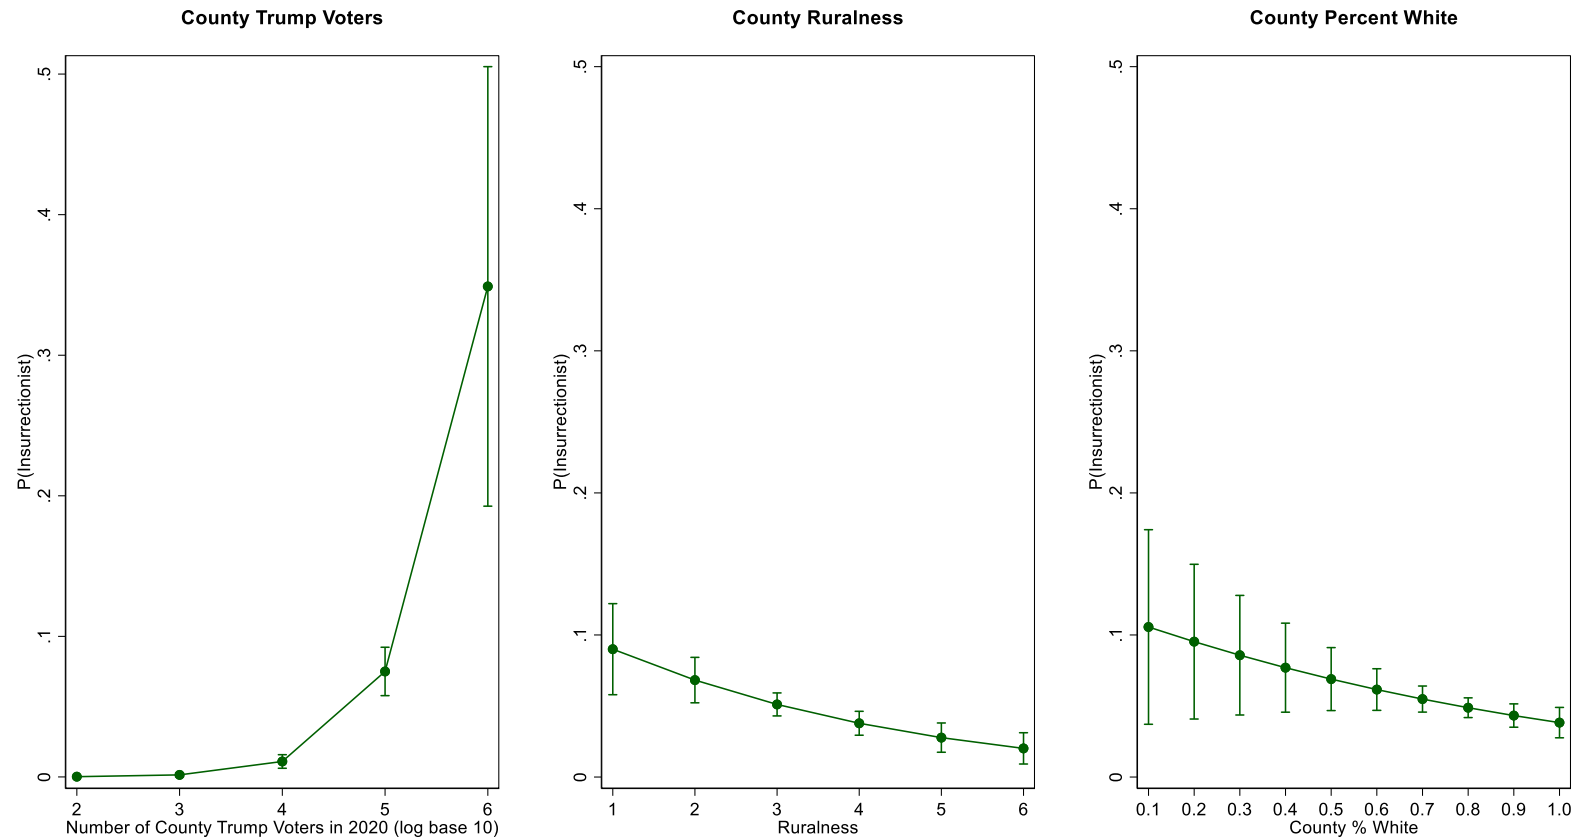 County Trump Voters
P(Insurrectionist)
.5
.4
.3
.2
.1
0
2 3 4 5 6
Number of County Trump Voters in 2020 (log base 10)
County Ruralness
P(Insurrectionist)
.5
.4
.3
.2
.1
0
1 2 3 4 5 6
Ruralness
County Percent White
P(Insurrectionist)
.5
.4
.3
.2
.1
0
0.1 0.2 0.3 0.4 0.5 0.6 0.7 0.8 0.9 1.0
County % White